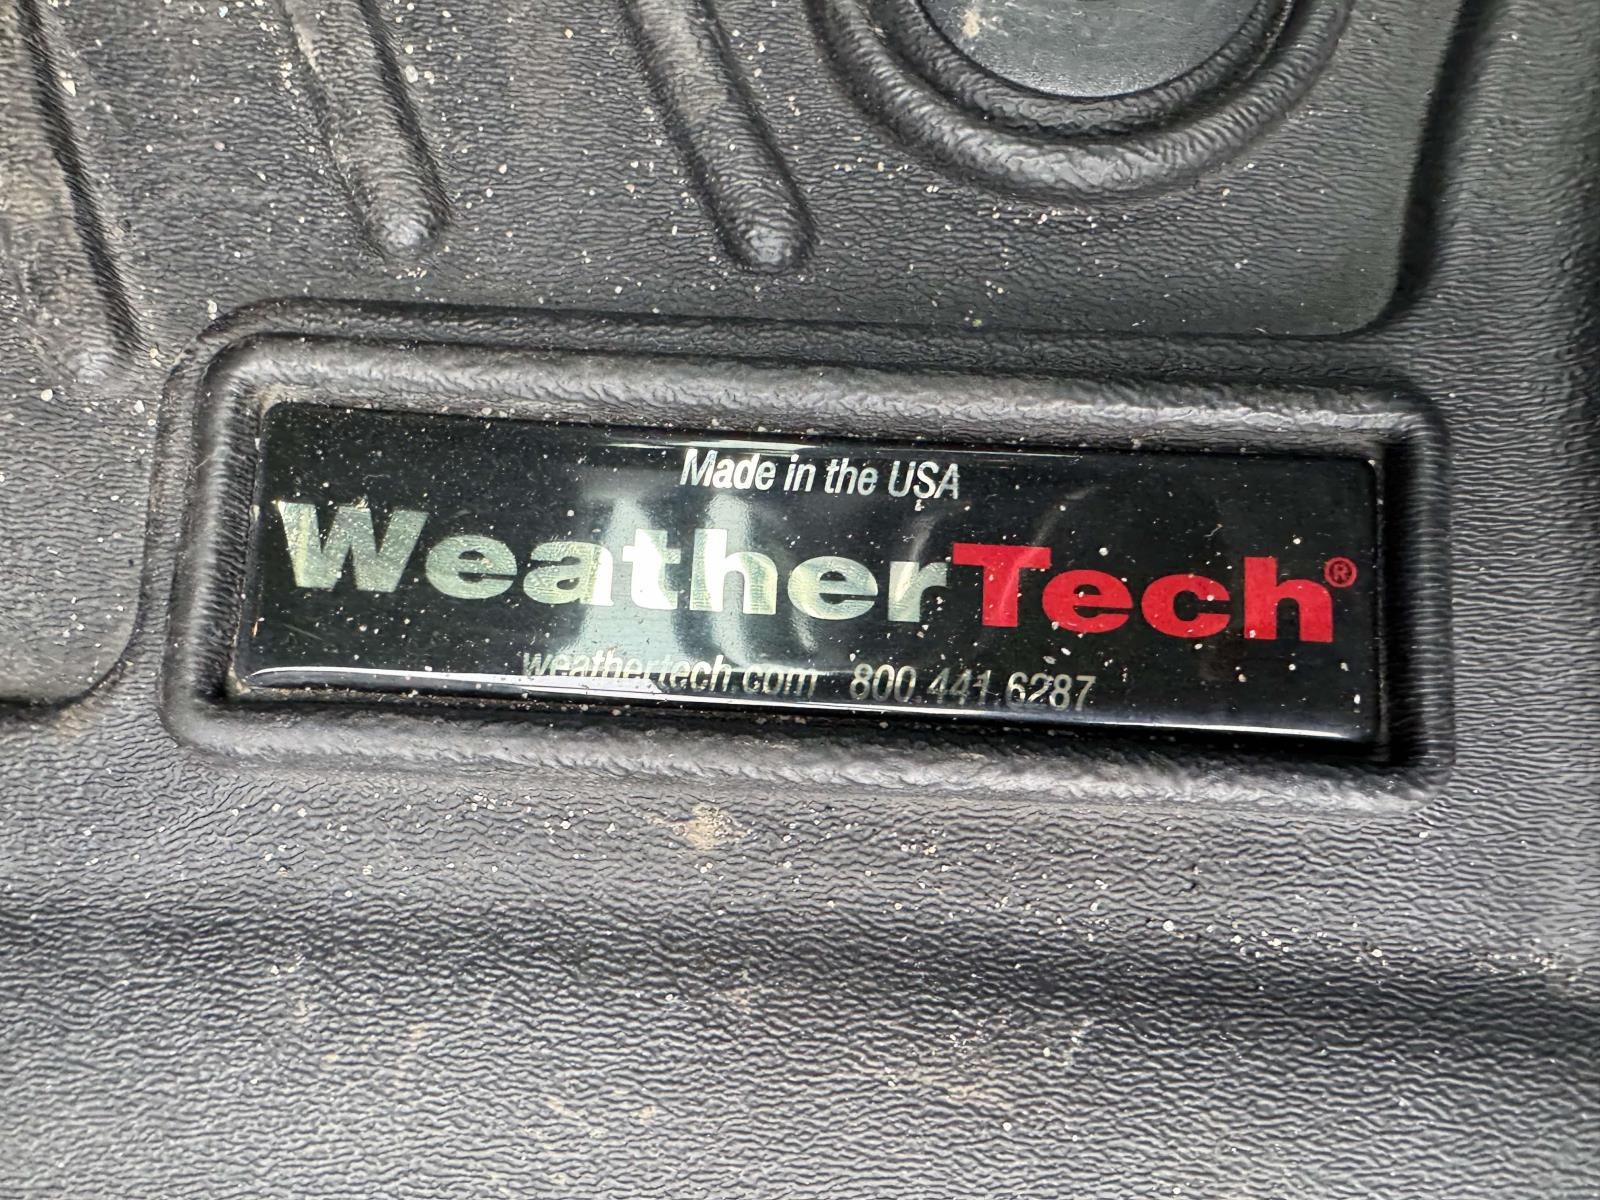 Made in the USA
WeatherTech®
weathertech.com 800.441.6287